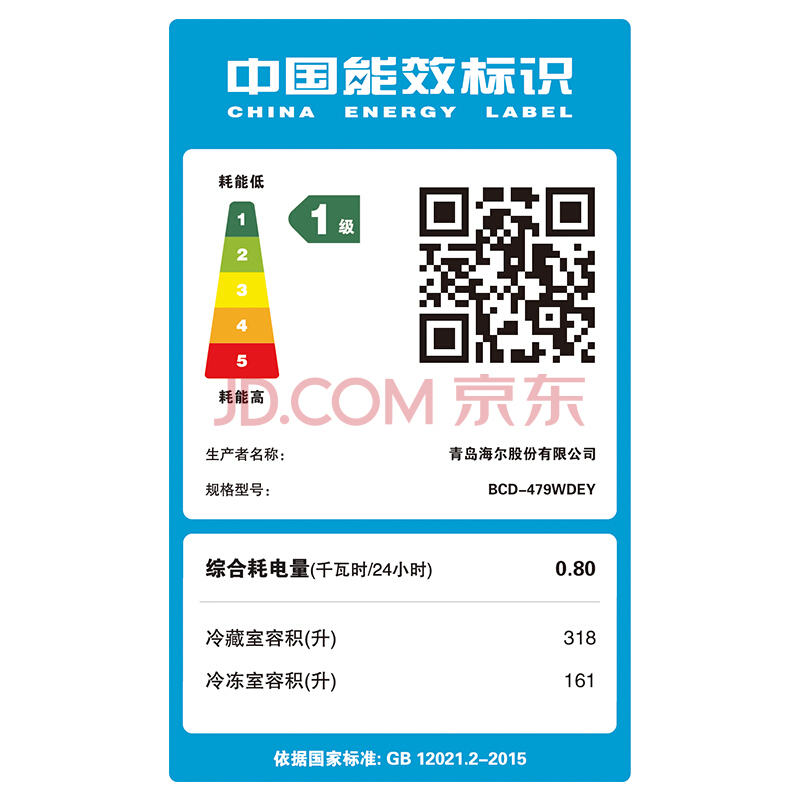 中国能效标识
CHINA ENERGY LABEL
耗能低
1
2
3
4
5
1级
耗能高
JD.COM 京东
生产者名称: 青岛海尔股份有限公司
规格型号: BCD-479WDEY
综合耗电量(千瓦时/24小时) 0.80
冷藏室容积(升) 318
冷冻室容积(升) 161
依据国家标准: GB 12021.2-2015